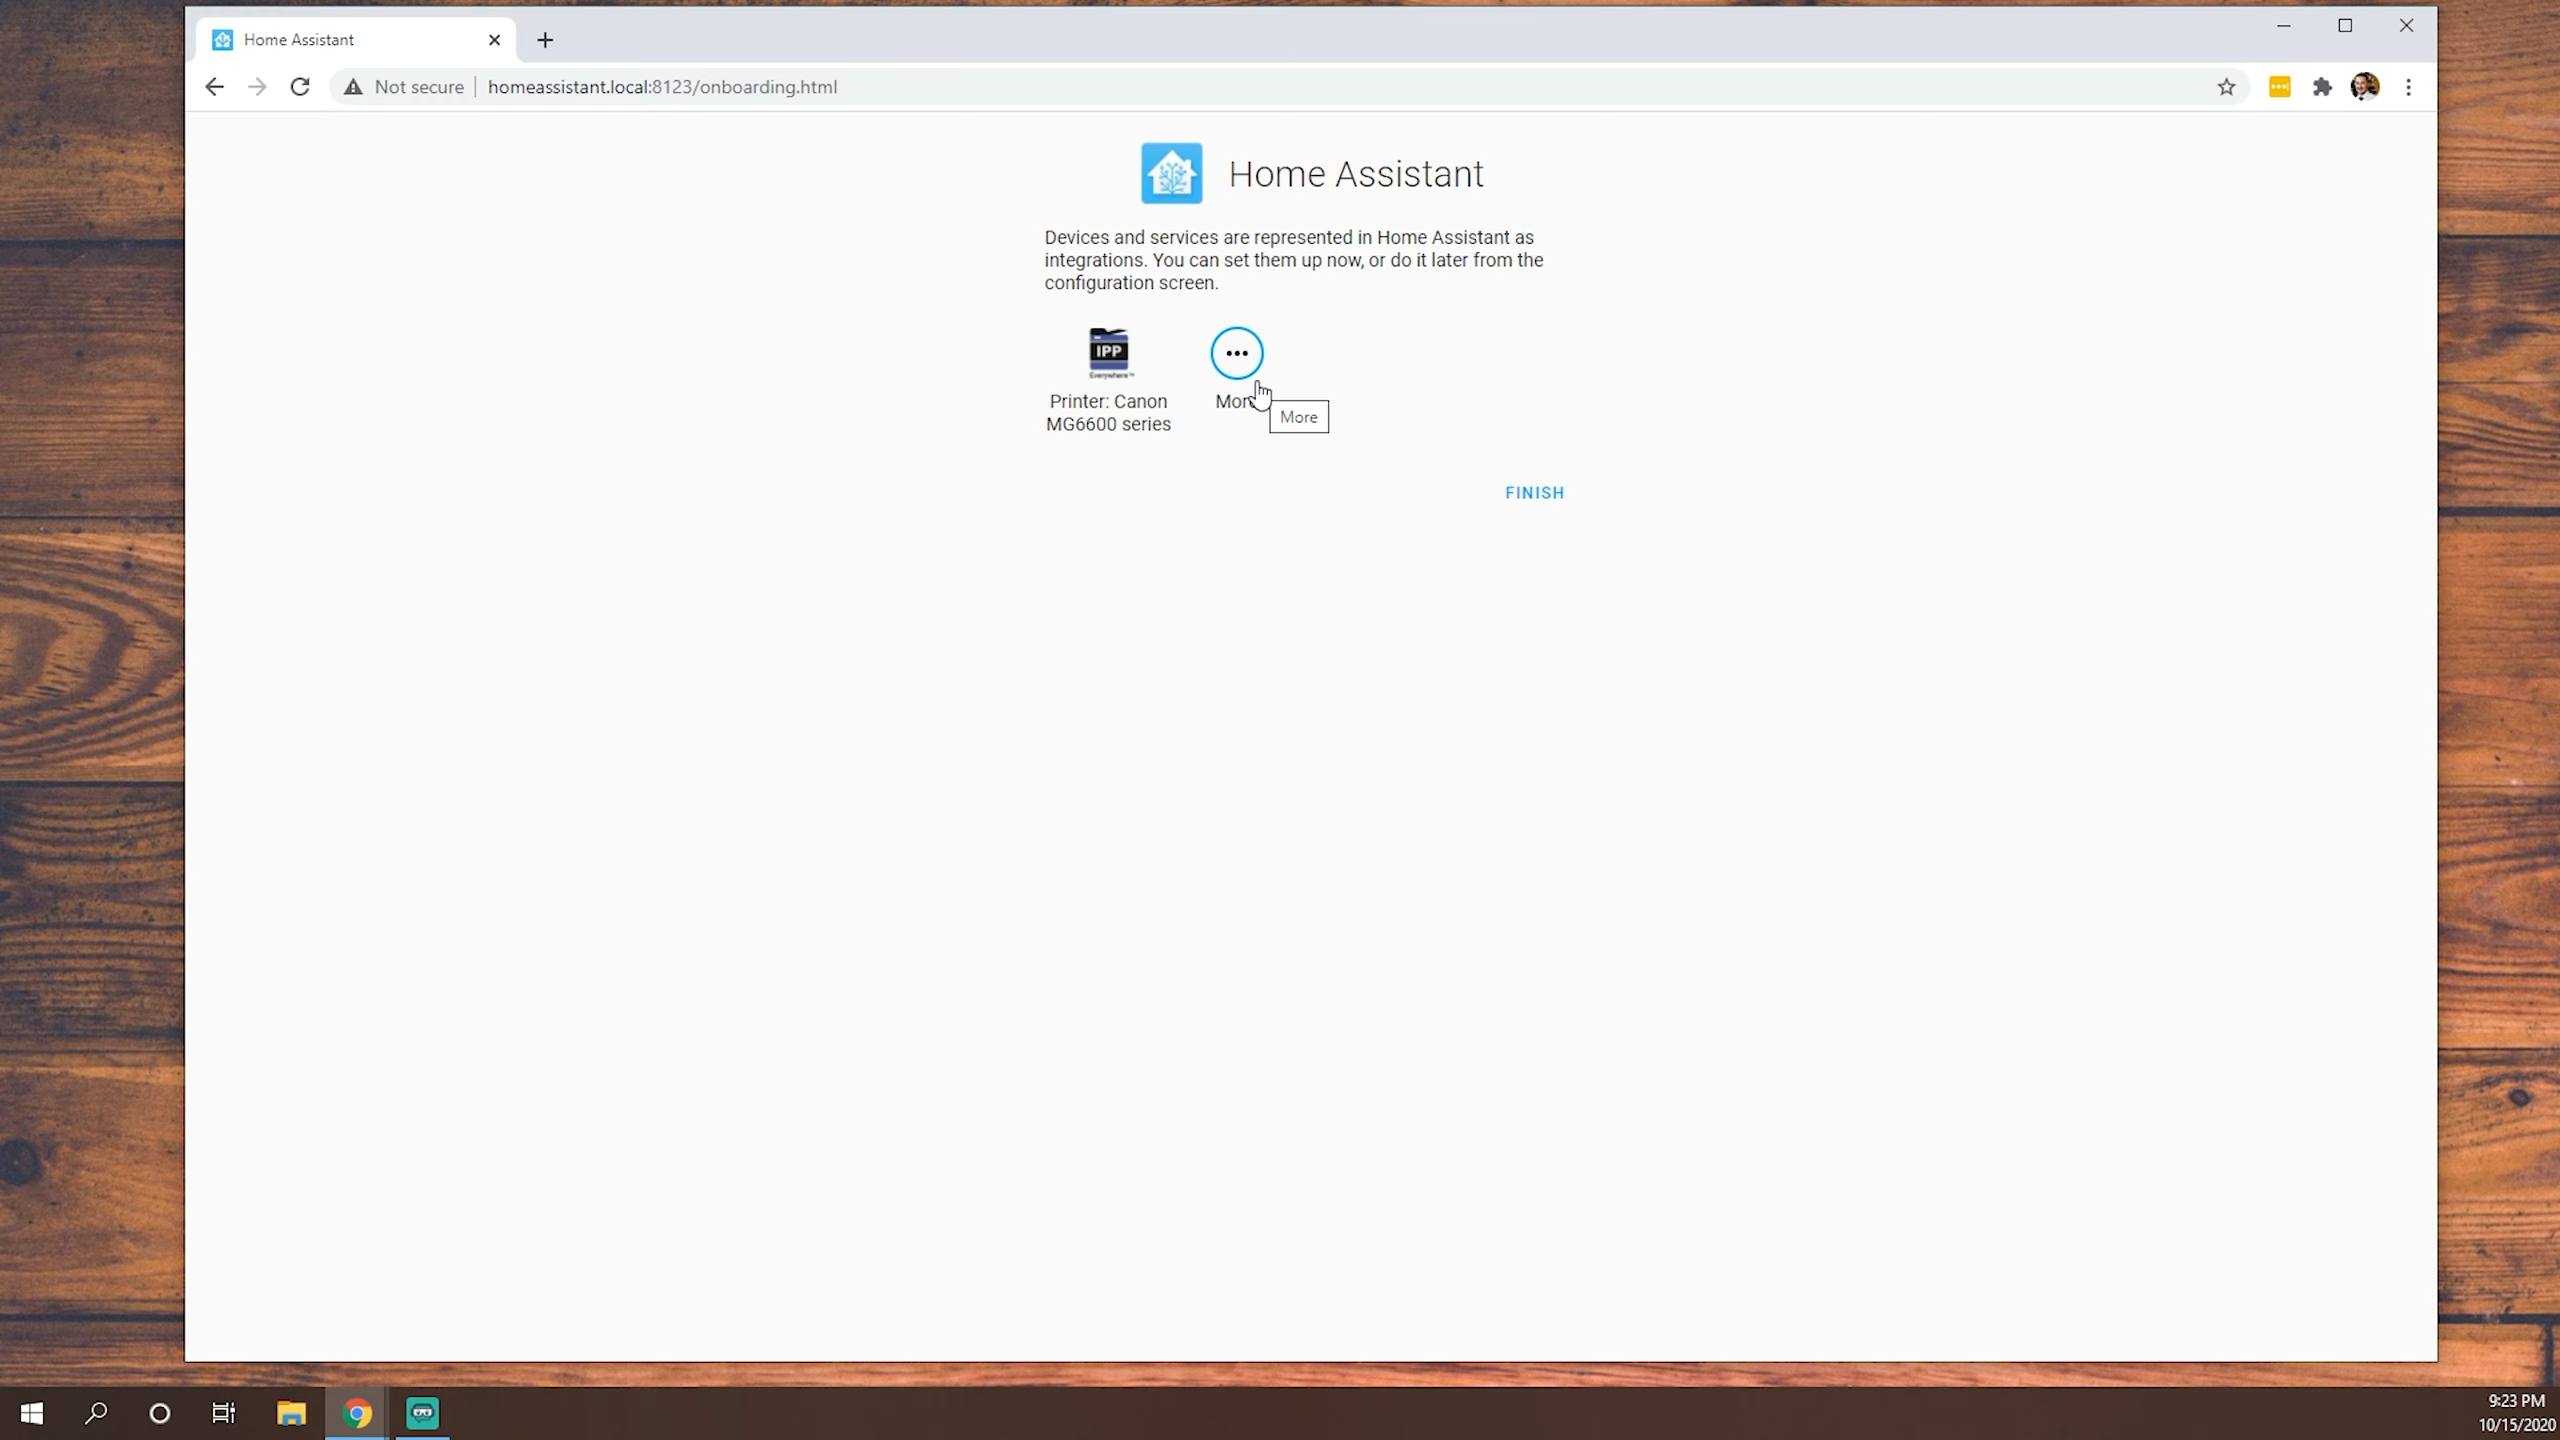 Home Assistant
Not secure
homeassistant.local:8123/onboarding.html
Home Assistant
Devices and services are represented in Home Assistant as
integrations. You can set them up now, or do it later from the
configuration screen.
IPP
Everywhere™
Printer: Canon
MG6600 series
More
FINISH
9:23 PM
10/15/2020